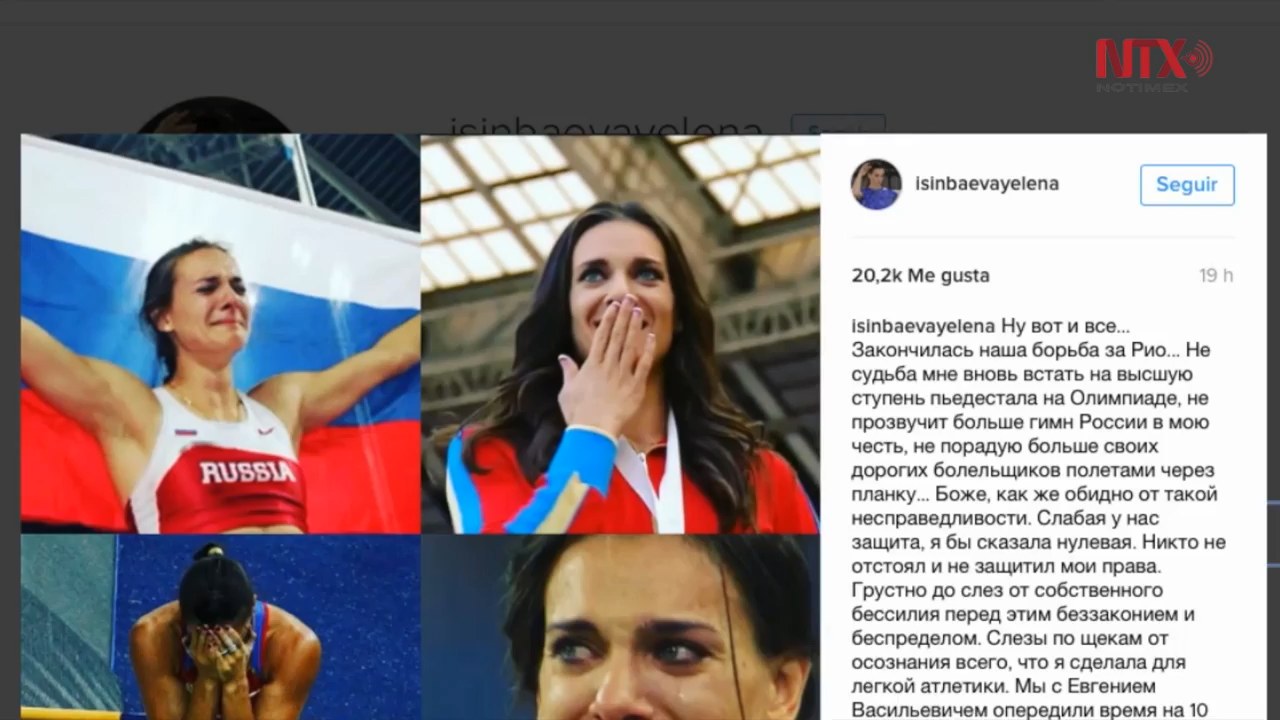 NTX
NOTIMEX
isinbaevayelena
isinbaevayelena
Seguir
20,2k Me gusta
19 h
isinbaevayelena Ну вот и все...
Закончилась наша борьба за Рио... Не
судьба мне вновь встать на высшую
ступень пьедестала на Олимпиаде, не
прозвучит больше гимн России в мою
честь, не порадую больше своих
дорогих болельщиков полетами через
планку... Боже, как же обидно от такой
несправедливости. Слабая у нас
защита, я бы сказала нулевая. Никто не
отстоял и не защитил мои права.
Грустно до слез от собственного
бессилия перед этим беззаконием и
беспределом. Слезы по щекам от
осознания всего, что я сделала для
легкой атлетики. Мы с Евгением
Васильевичем опередили время на 10
RUSSIA